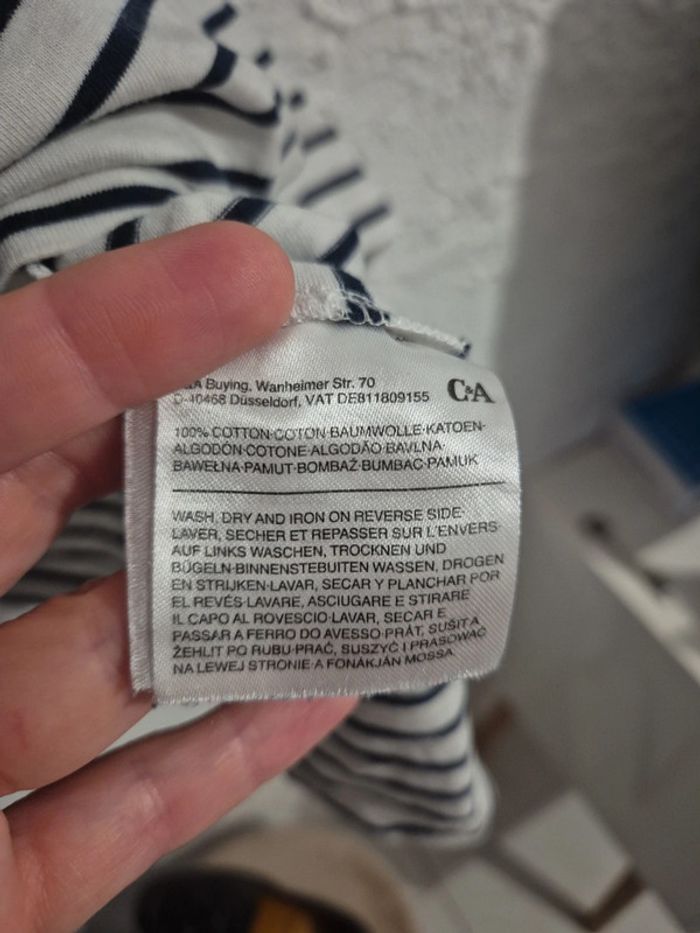 Buying. Wanheimer Str. 70
D-40468 Düsseldorf, VAT DE811809155
C&A
100% COTTON·COTON·BAUMWOLLE·KATOEN·
ALGODÓN·COTONE·ALGODÃO·BAVLNA·
BAWEŁNA·PAMUT·BOMBAŽ·BUMBAC·PAMUK
WASH, DRY AND IRON ON REVERSE SIDE·
LAVER, SECHER ET REPASSER SUR L'ENVERS·
AUF LINKS WASCHEN, TROCKNEN UND
BÜGELN·BINNENSTEBUITEN WASSEN, DROGEN
EN STRIJKEN·LAVAR, SECAR Y PLANCHAR POR
EL REVÉS·LAVARE, ASCIUGARE E STIRARE
IL CAPO AL ROVESCIO·LAVAR, SECAR E
PASSAR A FERRO DO AVESSO·PRÁT, SUŠIT A
ŽEHLIT PO RUBU·PRAĆ, SUSZYĆ I PRASOWAĆ
NA LEWEJ STRONIE·A FONÁKJÁN MOSSA,